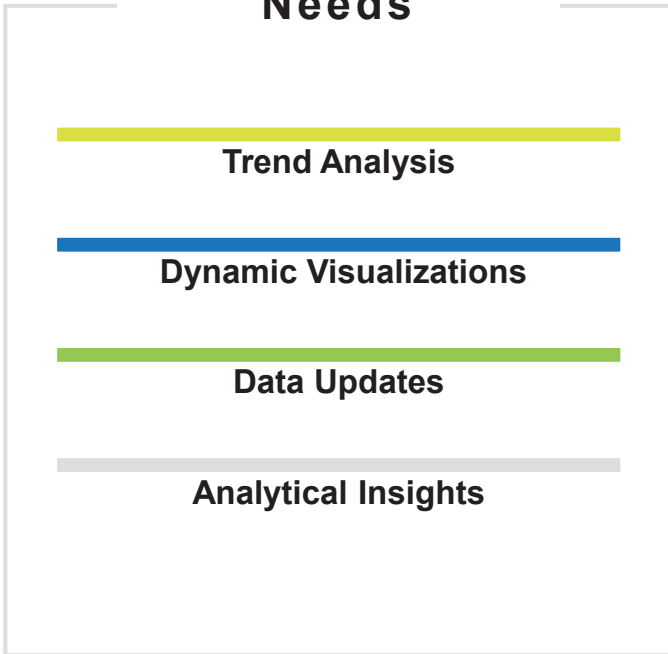 Needs
Trend Analysis
Dynamic Visualizations
Data Updates
Analytical Insights